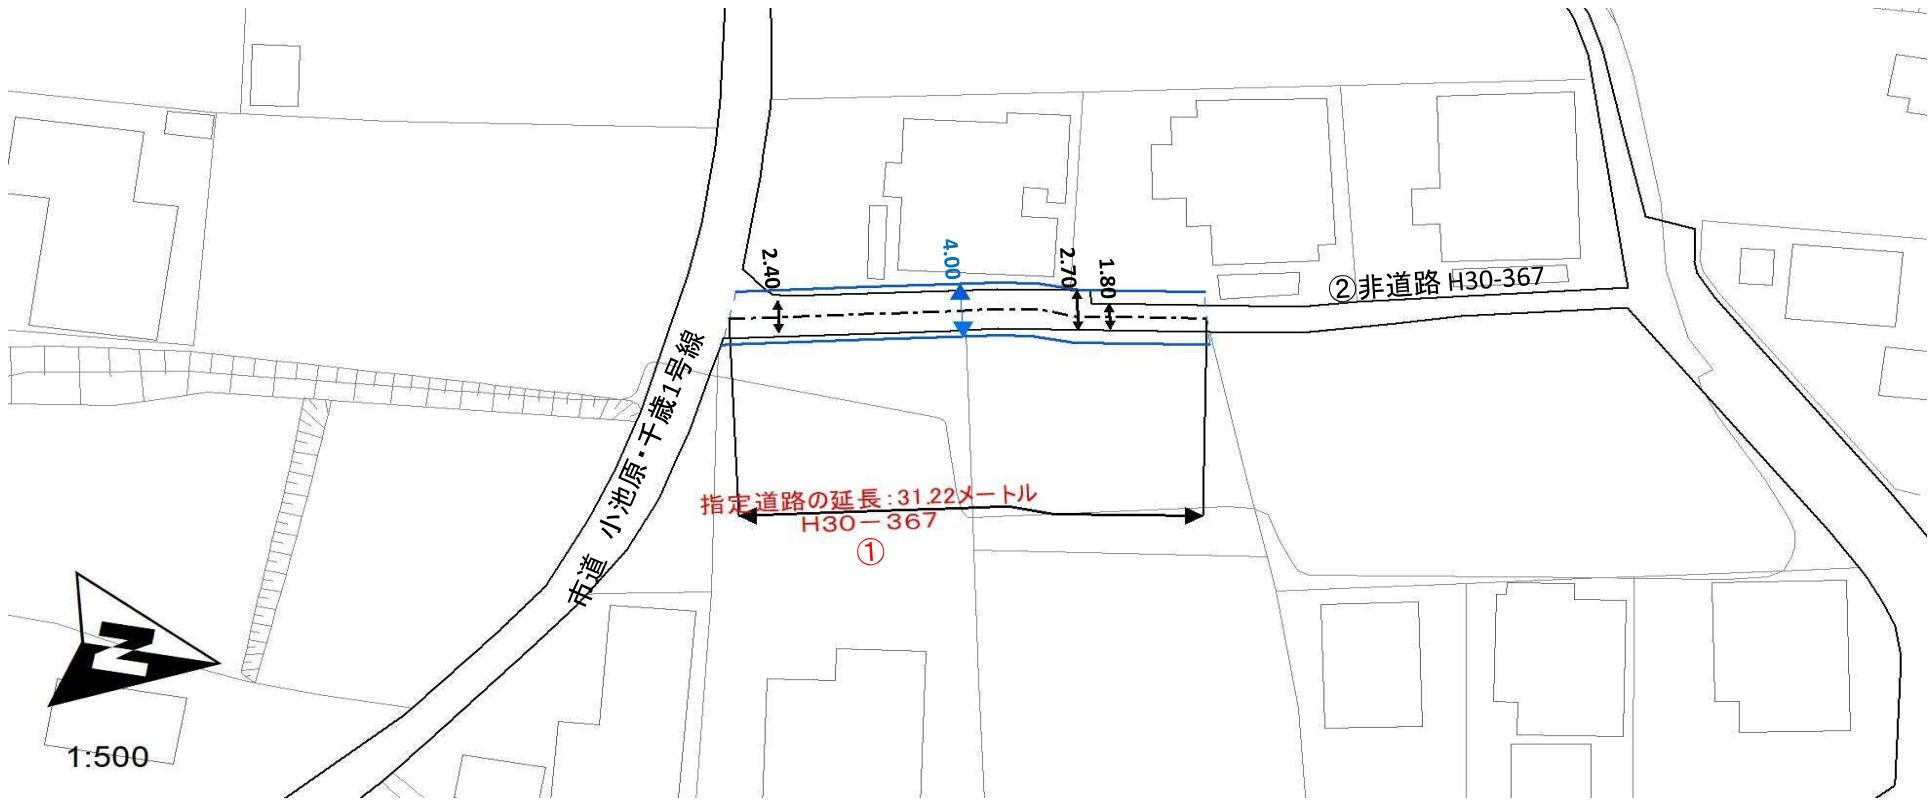 4.00
2.40
2.70
1.80
②非道路 H30-367
市道 小池原・千歳1号線
指定道路の延長:31.22メートル
H30-367
①
N
1:500